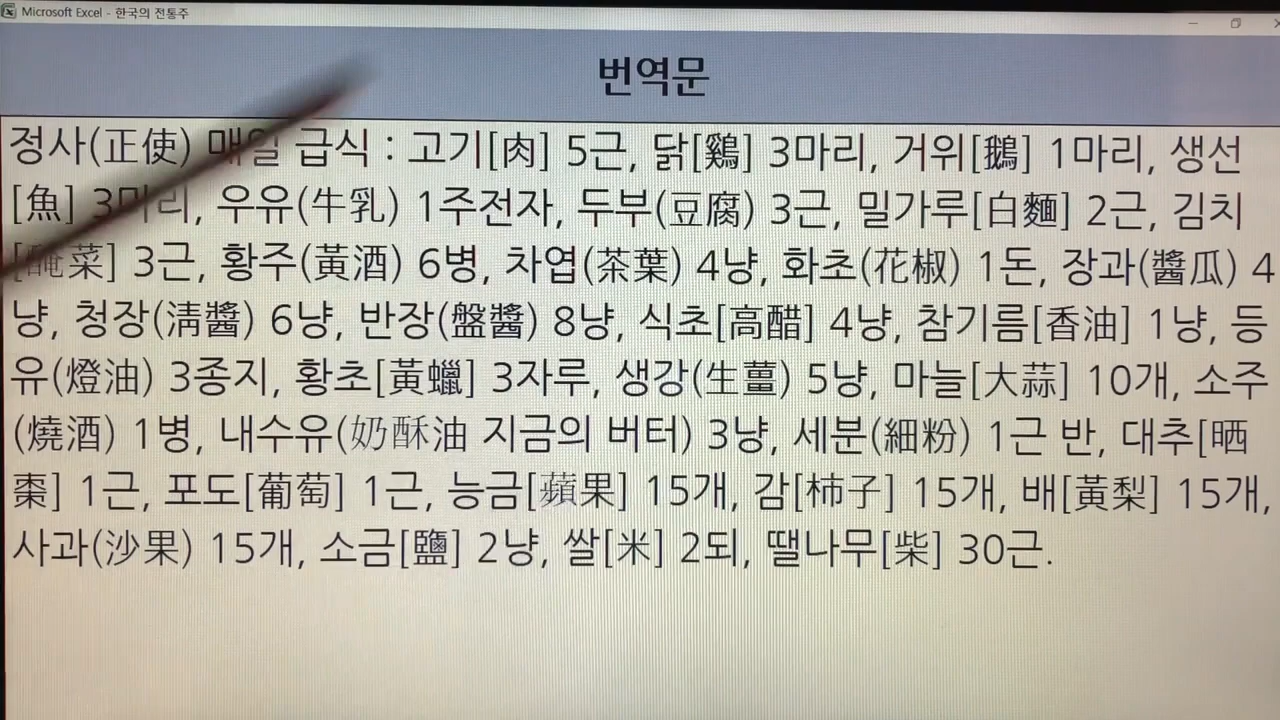 Microsoft Excel - 한국의 전통주
번역문
정사(正使) 매일 급식 : 고기[肉] 5근, 닭[鷄] 3마리, 거위[鵝] 1마리, 생선
[魚] 3마리, 우유(牛乳) 1주전자, 두부(豆腐) 3근, 밀가루[白麵] 2근, 김치
[醃菜] 3근, 황주(黃酒) 6병, 차엽(茶葉) 4냥, 화초(花椒) 1돈, 장과(醬瓜) 4
냥, 청장(淸醬) 6냥, 반장(盤醬) 8냥, 식초[高醋] 4냥, 참기름[香油] 1냥, 등
유(燈油) 3종지, 황초[黃蠟] 3자루, 생강(生薑) 5냥, 마늘[大蒜] 10개, 소주
(燒酒) 1병, 내수유(奶酥油 지금의 버터) 3냥, 세분(細粉) 1근 반, 대추[晒
棗] 1근, 포도[葡萄] 1근, 능금[蘋果] 15개, 감[柿子] 15개, 배[黃梨] 15개,
사과(沙果) 15개, 소금[鹽] 2냥, 쌀[米] 2되, 땔나무[柴] 30근.